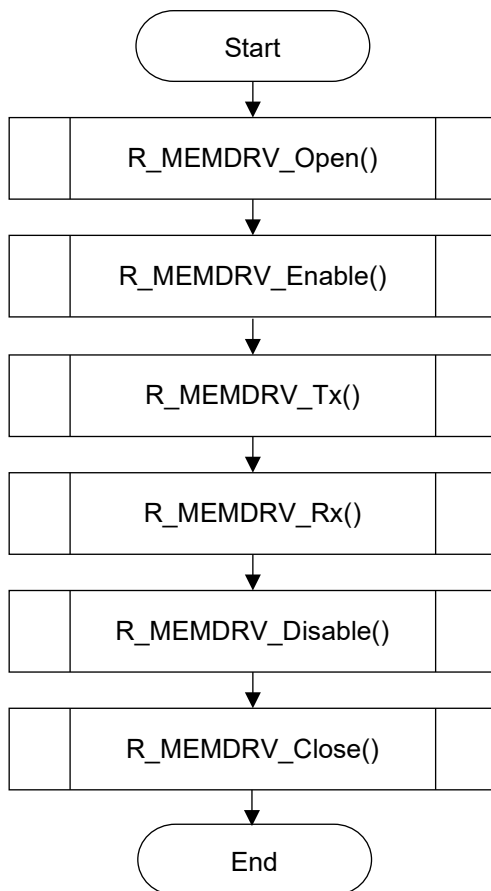 Start
R_MEMDRV_Open()
R_MEMDRV_Enable()
R_MEMDRV_Tx()
R_MEMDRV_Rx()
R_MEMDRV_Disable()
R_MEMDRV_Close()
End